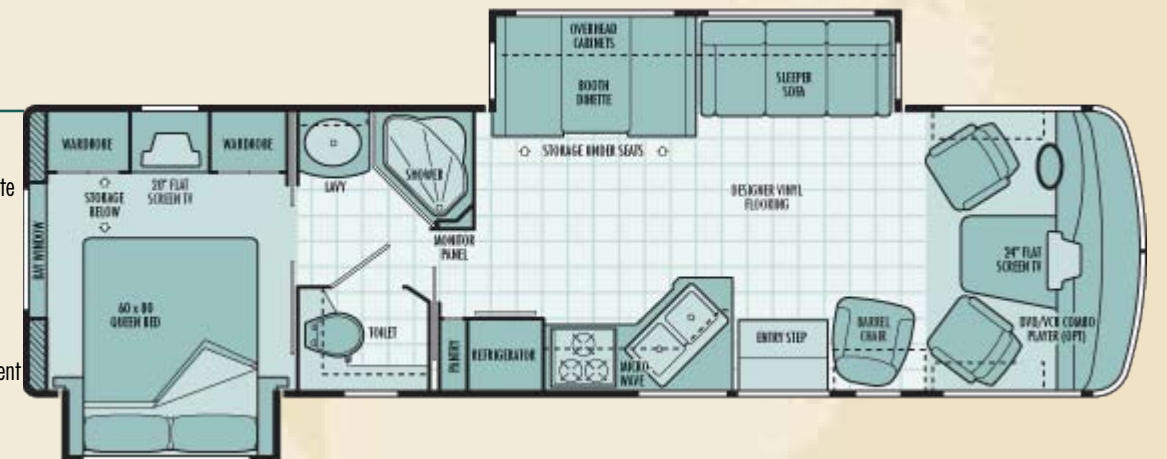 OVERHEAD
CABINETS
BOOTH
DINETTE
SLEEPER
SOFA
WARDROBE
WARDROBE
20" FLAT
SCREEN TV
STORAGE
BELOW
BAY WINDOW
60 x 80
QUEEN BED
LAVY
SHOWER
MONITOR
PANEL
TOILET
STORAGE UNDER SEATS
DESIGNER VINYL
FLOORING
24" FLAT
SCREEN TV
DVD/VCR COMBO
PLAYER (OPT)
PANTRY
REFRIGERATOR
MICRO
WAVE
ENTRY STEP
BARREL
CHAIR
te
ent